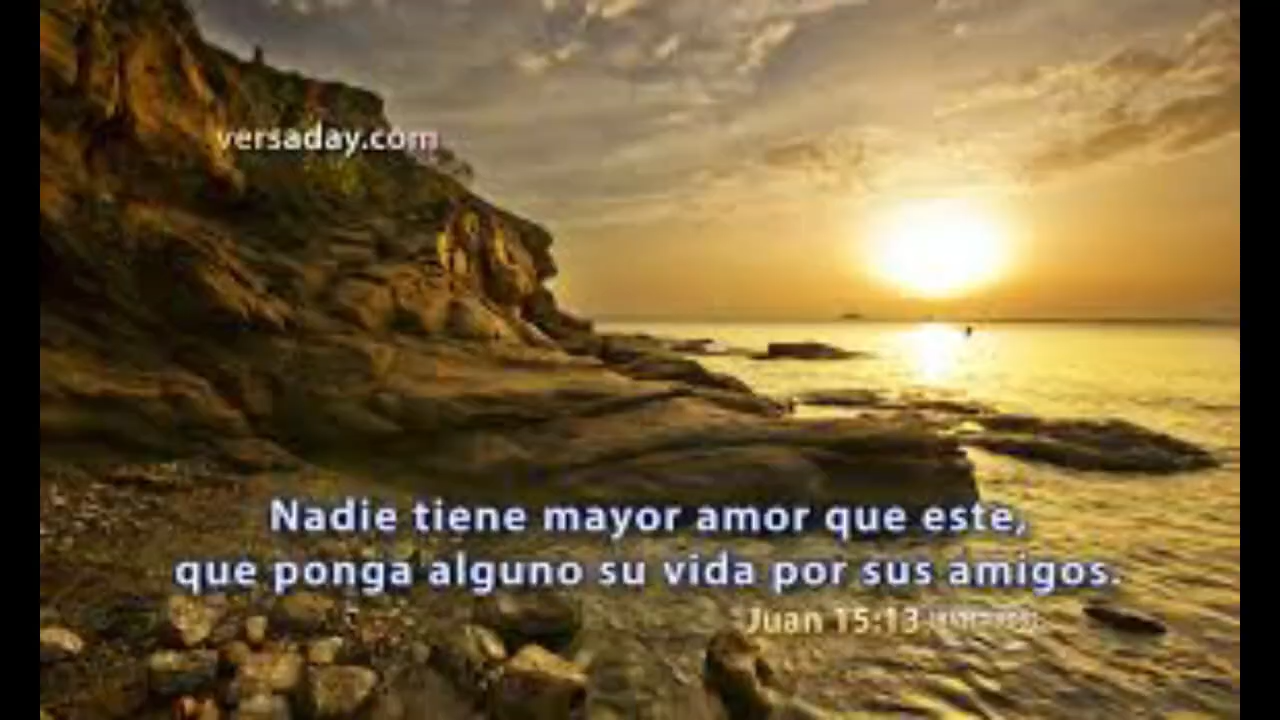 versaday.com
Nadie tiene mayor amor que este,
que ponga alguno su vida por sus amigos.
Juan 15:13